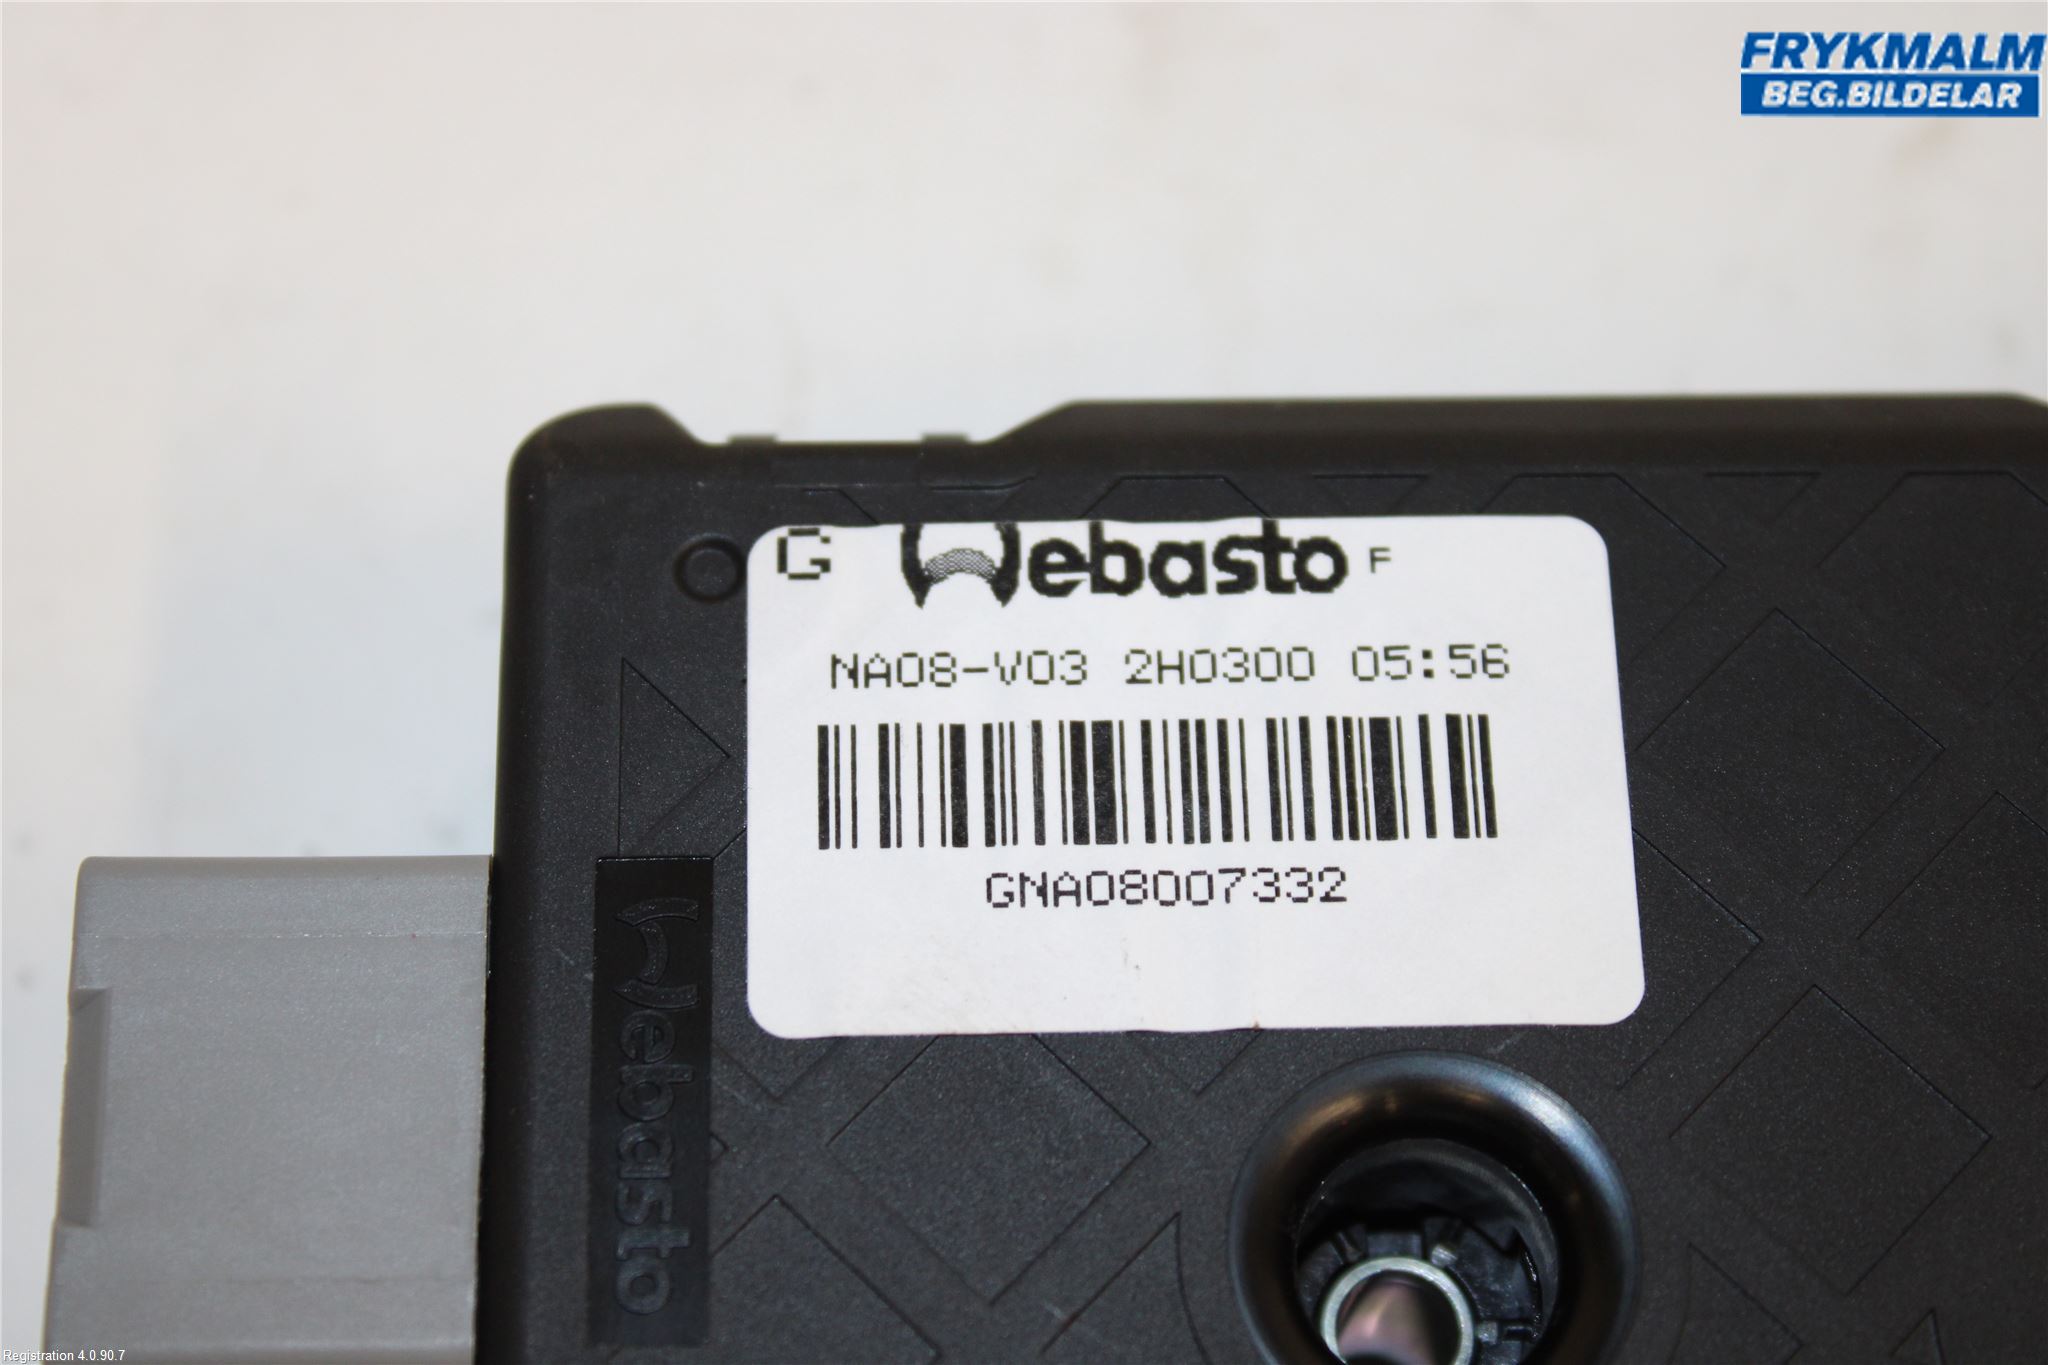 FRYKMALM
BEG.BILDELAR
G Webasto F
NA08-V03 2H0300 05:56
GNA08007332
Webasto
Registration 4.0.90.7